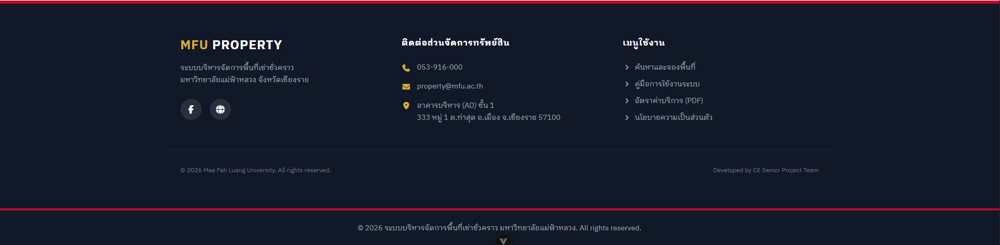 MFU PROPERTY
ระบบบริหารจัดการพื้นที่เช่าชั่วคราว
มหาวิทยาลัยแม่ฟ้าหลวง จังหวัดเชียงราย
ติดต่อส่วนจัดการทรัพย์สิน
053-916-000
property@mfu.ac.th
อาคารบริหาร (AD) ชั้น 1
333 หมู่ 1 ต.ท่าสุด อ.เมือง จ.เชียงราย 57100
เมนูใช้งาน
ค้นหาและจองพื้นที่
คู่มือการใช้งานระบบ
อัตราค่าบริการ (PDF)
นโยบายความเป็นส่วนตัว
© 2026 Mae Fah Luang University. All rights reserved.
Developed by CE Senior Project Team
© 2026 ระบบบริหารจัดการพื้นที่เช่าชั่วคราว มหาวิทยาลัยแม่ฟ้าหลวง. All rights reserved.